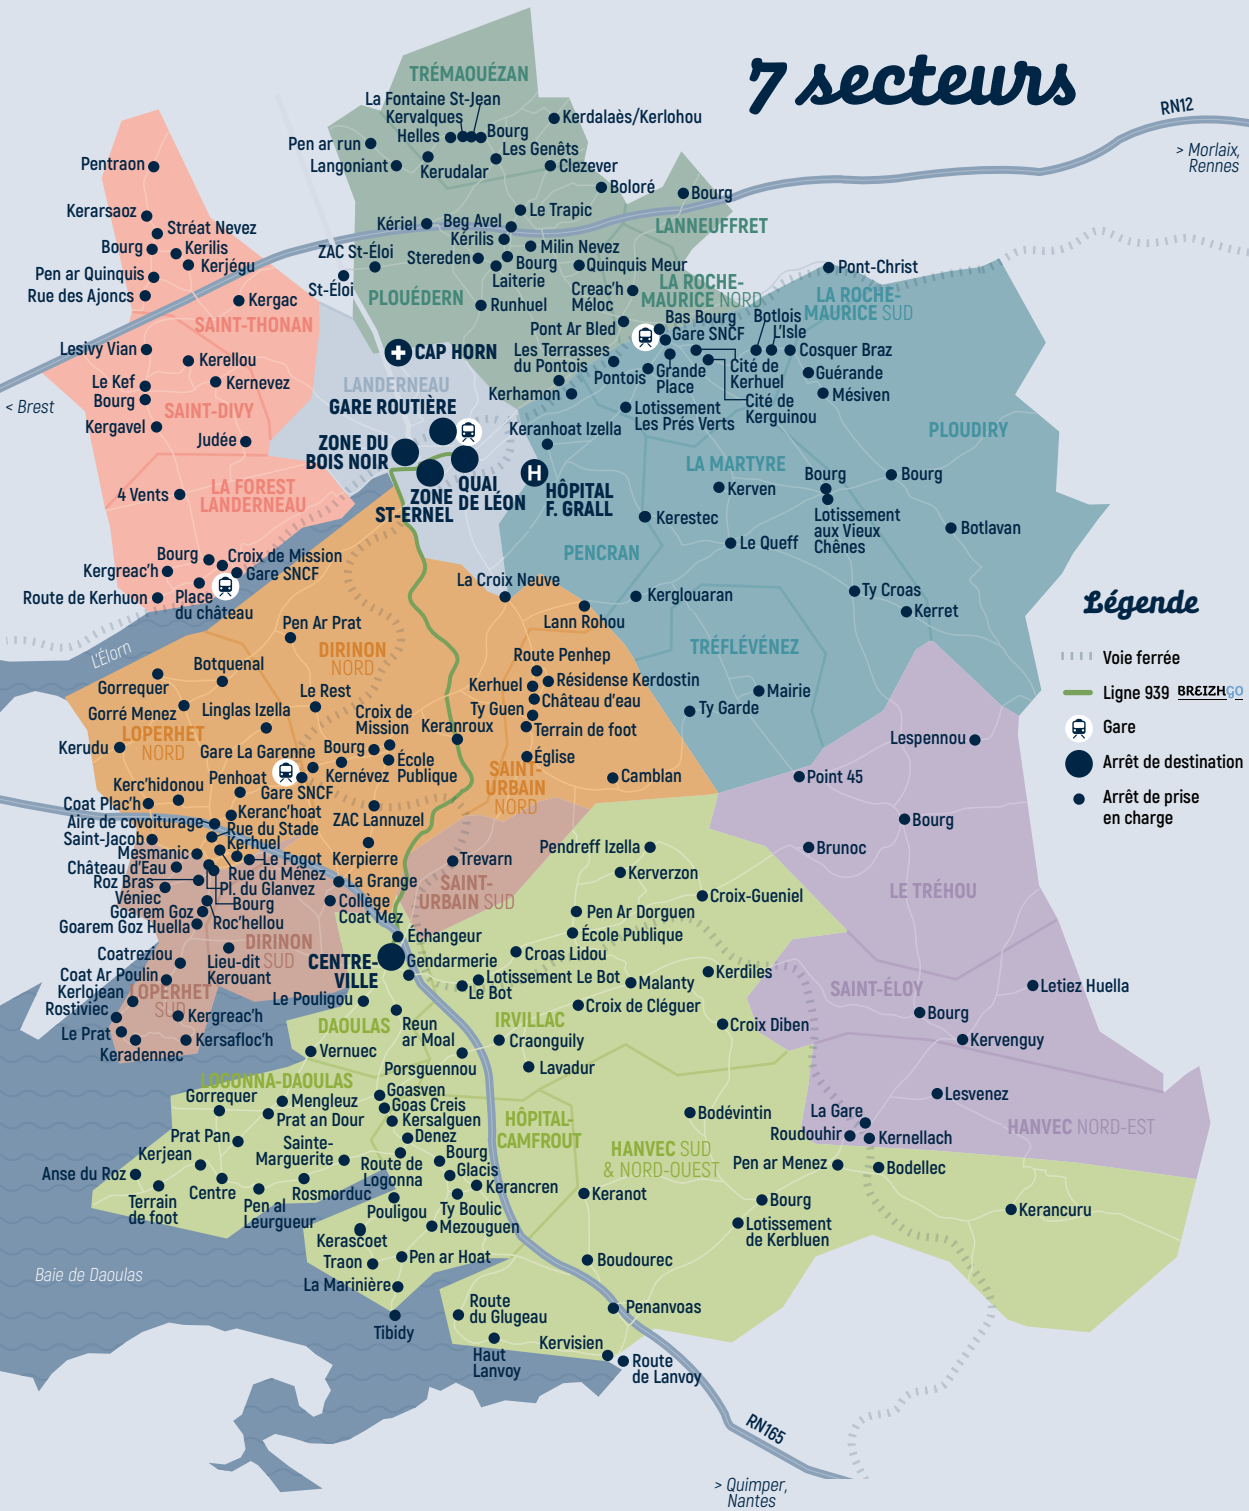 7 secteurs
RN12
> Morlaix,
Rennes
TRÉMAOUÉZAN
La Fontaine St-Jean
Kervalques
Helles
Bourg
Kerdalaès/Kerlohou
Pen ar run
Les Genêts
Langoniant
Kerudalar
Clezever
Boloré
Bourg
LANNEUFFRET
Le Trapic
Kériel
Beg Avel
Kérilis
Milin Nevez
ZAC St-Éloi
Stereden
Bourg
Quinquis Meur
Laiterie
St-Éloi
PLOUÉDERN
Runhuel
Creac'h
Méloc
LA ROCHE-
MAURICE NORD
Pentraon
Kerarsaoz
Stréat Nevez
Bourg
Kerilis
Kerjégu
Pen ar Quinquis
Rue des Ajoncs
Kergac
SAINT-THONAN
Lesivy Vian
Kerellou
Le Kef
Bourg
Kernevez
< Brest
SAINT-DIVY
Kergavel
Judée
4 Vents
LA FOREST
LANDERNEAU
Bourg
Croix de Mission
Kergreac'h
Gare SNCF
Route de Kerhuon
Place
du château
L'Élorn
CAP HORN
LANDERNEAU
GARE ROUTIÈRE
ZONE DU
BOIS NOIR
ZONE
ST-ERNEL
QUAI
DE LÉON
HÔPITAL
F. GRALL
H
Pont Ar Bled
Bas Bourg
Gare SNCF
Les Terrasses
du Pontois
Pontois
Grande
Place
Kerhamon
Lotissement
Les Prés Verts
Keranhoat Izella
Pont-Christ
LA ROCHE-
MAURICE SUD
Botlois
L'Isle
Cosquer Braz
Cité de
Kerhuel
Guérande
Cité de
Kerguinou
Mésiven
PLOUDIRY
LA MARTYRE
Kerven
Bourg
Bourg
Kerestec
Lotissement
aux Vieux
Chênes
Botlavan
Le Queff
PENCRAN
La Croix Neuve
Kerglouaran
Ty Croas
Kerret
Lann Rohou
TRÉFLÉVÉNEZ
Mairie
Ty Garde
Légende
Voie ferrée
Ligne 939 BREIZHGO
Gare
Arrêt de destination
Arrêt de prise
en charge
Pen Ar Prat
DIRINON
NORD
Botquenal
Gorrequer
Le Rest
Gorré Menez
Linglas Izella
LOPERHET
NORD
Kerudu
Croix de
Mission
Keranroux
Gare La Garenne
Bourg
École
Publique
Kernévez
Kerc'hidonou
Penhoat
Gare SNCF
Coat Plac'h
Keranc'hoat
ZAC Lannuzel
Aire de covoiturage
Rue du Stade
Saint-Jacob
Kerhuel
Mesmanic
Le Fogot
Kerpierre
Château d'Eau
Rue du Ménez
Roz Bras
Pl. du Glanvez
La Grange
Véniec
Bourg
Collège
Coat Mez
Goarem Goz
Goarem Goz Huella
Roc'hellou
DIRINON
SUD
Coatreziou
Lieu-dit
Kerouant
Coat Ar Poulin
LOPERHET
SUD
Kerlojean
Rostiviec
Kergreac'h
Le Prat
Keradennec
Kersafloc'h
Route Penhep
Résidense Kerdostin
Kerhuel
Château d'eau
Ty Guen
Terrain de foot
Église
SAINT-
URBAIN
NORD
Camblan
Trevarn
SAINT-
URBAIN SUD
Lespennou
Point 45
Bourg
Brunoc
LE TRÉHOU
SAINT-ÉLOY
Letiez Huella
Bourg
Kervenguy
Lesvenez
La Gare
Roudouhir
Kernellach
HANVEC NORD-EST
Pendreff Izella
Kerverzon
Croix-Gueniel
Pen Ar Dorguen
École Publique
Échangeur
CENTRE-
VILLE
Gendarmerie
Croas Lidou
Lotissement Le Bot
Le Bot
Malanty
Kerdiles
Le Pouligou
Croix de Cléguer
IRVILLAC
Croix Diben
DAOULAS
Reun
ar Moal
Craonguily
Vernuec
Porsguennou
Lavadur
LOGONNA-DAOULAS
Gorrequer
Mengleuz
Goasven
Goas Creis
Prat an Dour
Kersalguen
Denez
HÔPITAL-
CAMFROUT
Bodévintin
Prat Pan
Sainte-
Marguerite
Bourg
HANVEC SUD
& NORD-OUEST
Kerjean
Route de
Logonna
Glacis
Pen ar Menez
Bodellec
Anse du Roz
Kerancren
Centre
Rosmorduc
Keranot
Terrain
de foot
Pen al
Leurgueur
Pouligou
Ty Boulic
Bourg
Kerancuru
Mezouguen
Lotissement
de Kerbluen
Kerascoet
Traon
Pen ar Hoat
Boudourec
Baie de Daoulas
La Marinière
Route
du Glugeau
Penanvoas
Tibidy
Kervisien
Haut
Lanvoy
Route
de Lanvoy
RN165
> Quimper,
Nantes